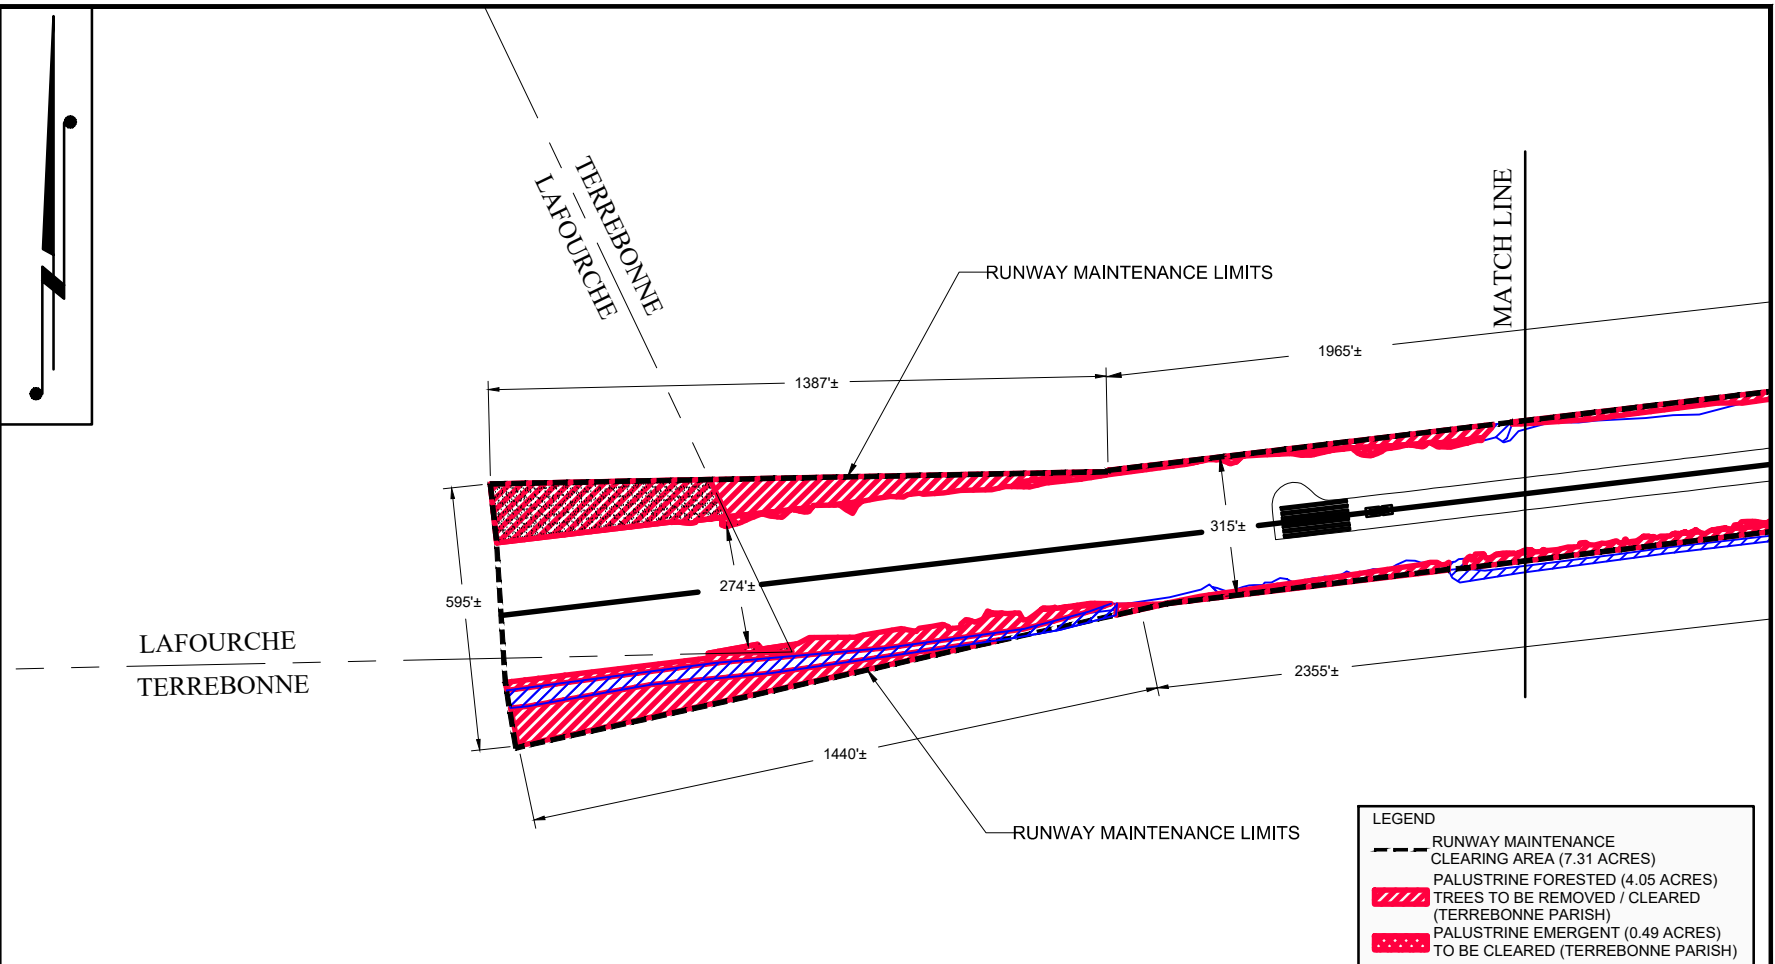 TERREBONNE
LAFOURCHE
MATCH LINE
RUNWAY MAINTENANCE LIMITS
1965'±
1387'±
315'±
274'±
595'±
LAFOURCHE
TERREBONNE
2355'±
1440'±
RUNWAY MAINTENANCE LIMITS
LEGEND
RUNWAY MAINTENANCE
CLEARING AREA (7.31 ACRES)
PALUSTRINE FORESTED (4.05 ACRES)
TREES TO BE REMOVED / CLEARED
(TERREBONNE PARISH)
PALUSTRINE EMERGENT (0.49 ACRES)
TO BE CLEARED (TERREBONNE PARISH)